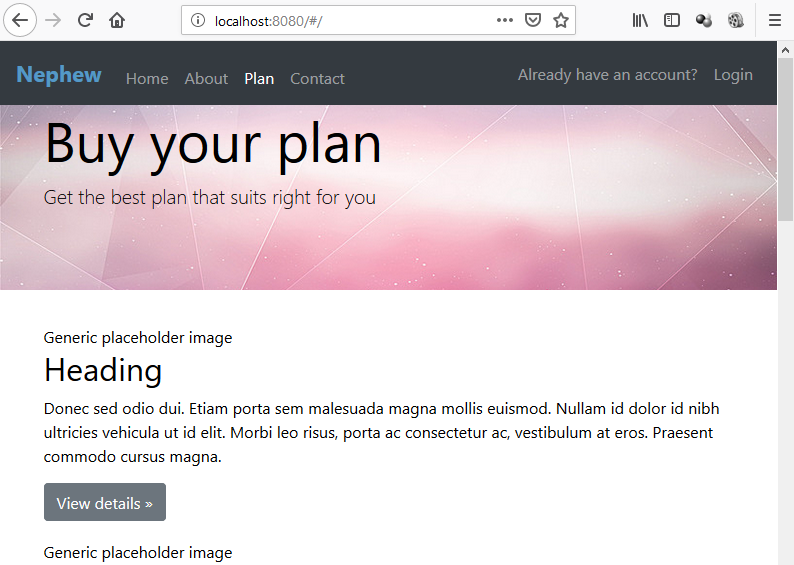 localhost:8080/#/
Nephew Home About Plan Contact Already have an account? Login
Buy your plan
Get the best plan that suits right for you
Generic placeholder image
Heading
Donec sed odio dui. Etiam porta sem malesuada magna mollis euismod. Nullam id dolor id nibh
ultricies vehicula ut id elit. Morbi leo risus, porta ac consectetur ac, vestibulum at eros. Praesent
commodo cursus magna.
View details »
Generic placeholder image